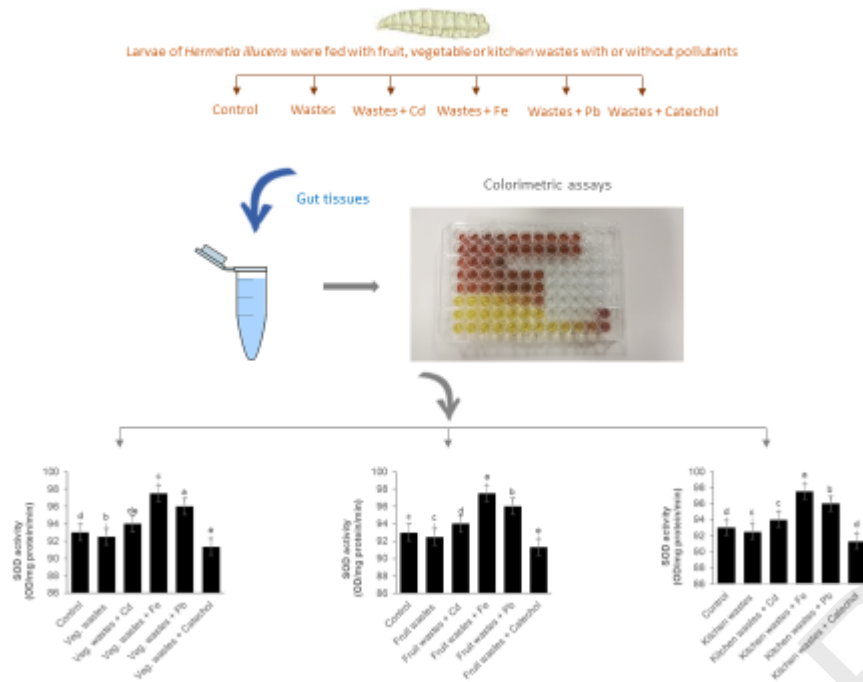 Larvae of Hermetia illucens were fed with fruit, vegetable or kitchen wastes with or without pollutants
Control Wastes Wastes + Cd Wastes + Fe Wastes + Pb Wastes + Catechol
Gut tissues
Colorimetric assays
SOD activity
(OD/mg protein/min)
100
98
96
94
92
90
88
86
d
b
da
c
a
e
Control
Veg. wastes
Veg. wastes + Cd
Veg. wastes + Fe
Veg. wastes + Pb
Veg. wastes + Catechol
SOD activity
(OD/mg protein/min)
100
98
96
94
92
90
88
86
c
c
d
a
b
e
Control
Fruit wastes
Fruit wastes + Cd
Fruit wastes + Fe
Fruit wastes + Pb
Fruit wastes + Catechol
SOD activity
(OD/mg protein/min)
100
98
96
94
92
90
88
86
d
c
c
a
b
d
Control
Kitchen wastes
Kitchen wastes + Cd
Kitchen wastes + Fe
Kitchen wastes + Pb
Kitchen wastes + Catechol